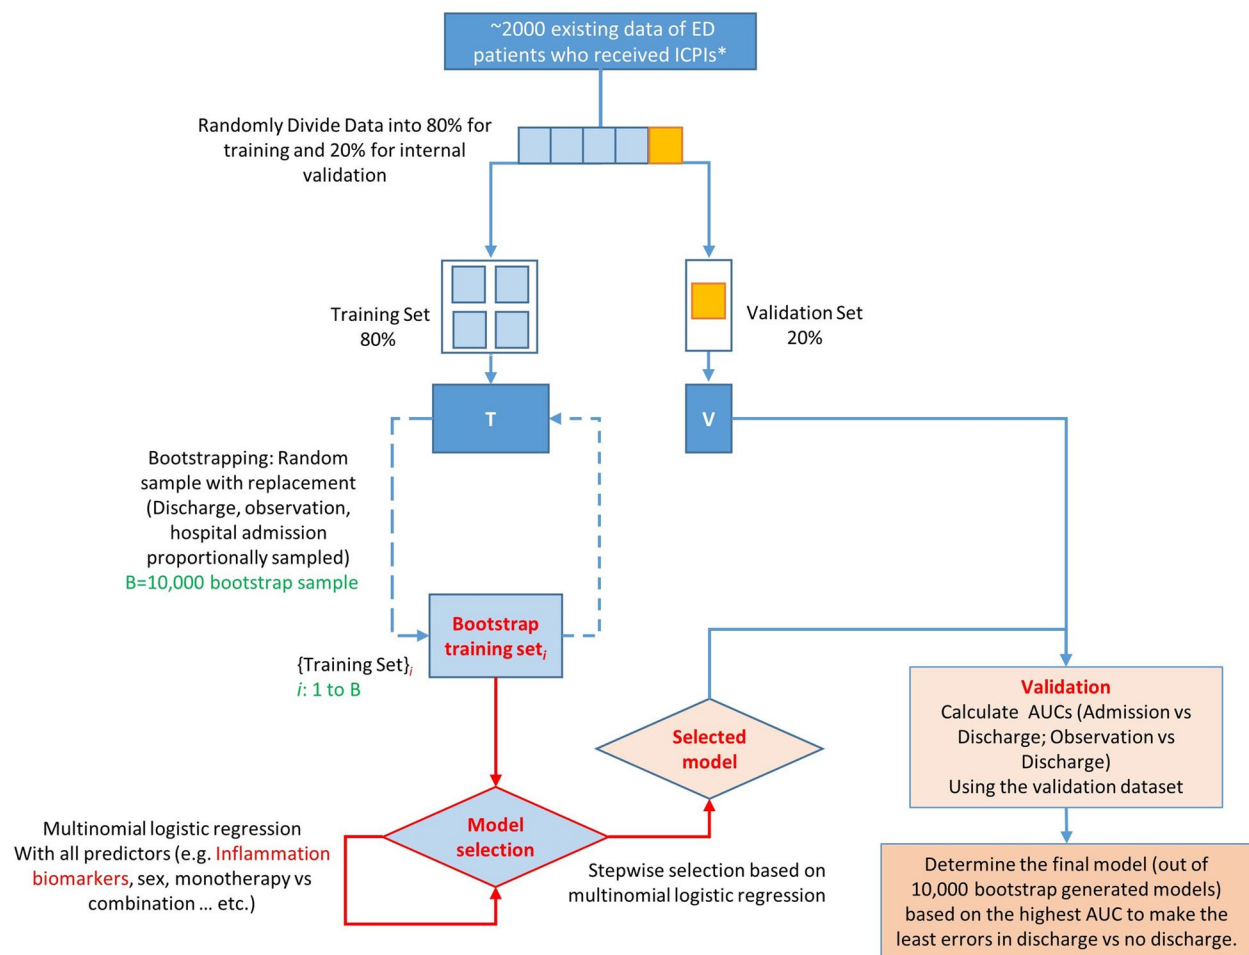 ~2000 existing data of ED
patients who received ICPIs*
Randomly Divide Data into 80% for
training and 20% for internal
validation
Training Set
80%
Validation Set
20%
T
V
Bootstrapping: Random
sample with replacement
(Discharge, observation,
hospital admission
proportionally sampled)
B=10,000 bootstrap sample
Bootstrap
training set i
{Training Set} i
i: 1 to B
Selected
model
Validation
Calculate AUCs (Admission vs
Discharge; Observation vs
Discharge)
Using the validation dataset
Model
selection
Multinomial logistic regression
With all predictors (e.g. Inflammation
biomarkers, sex, monotherapy vs
combination ... etc.)
Stepwise selection based on
multinomial logistic regression
Determine the final model (out of
10,000 bootstrap generated models)
based on the highest AUC to make the
least errors in discharge vs no discharge.